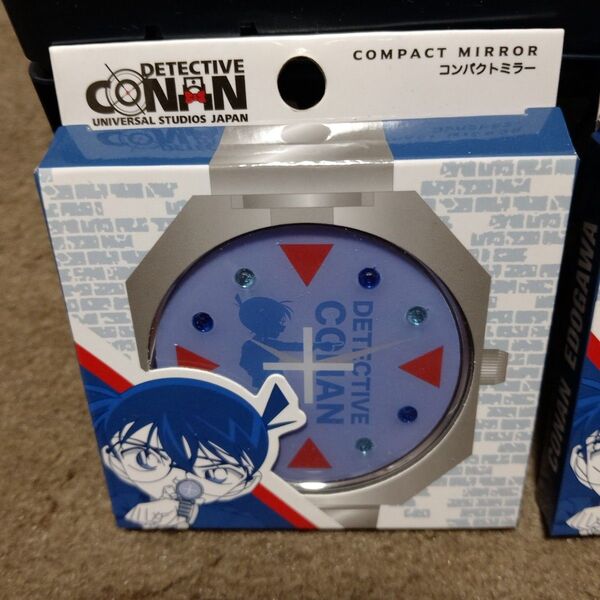 DETECTIVE
CONAN
UNIVERSAL STUDIOS JAPAN
COMPACT MIRROR
コンパクトミラー
DETECTIVE
CONAN
CONAN EDOGAWA